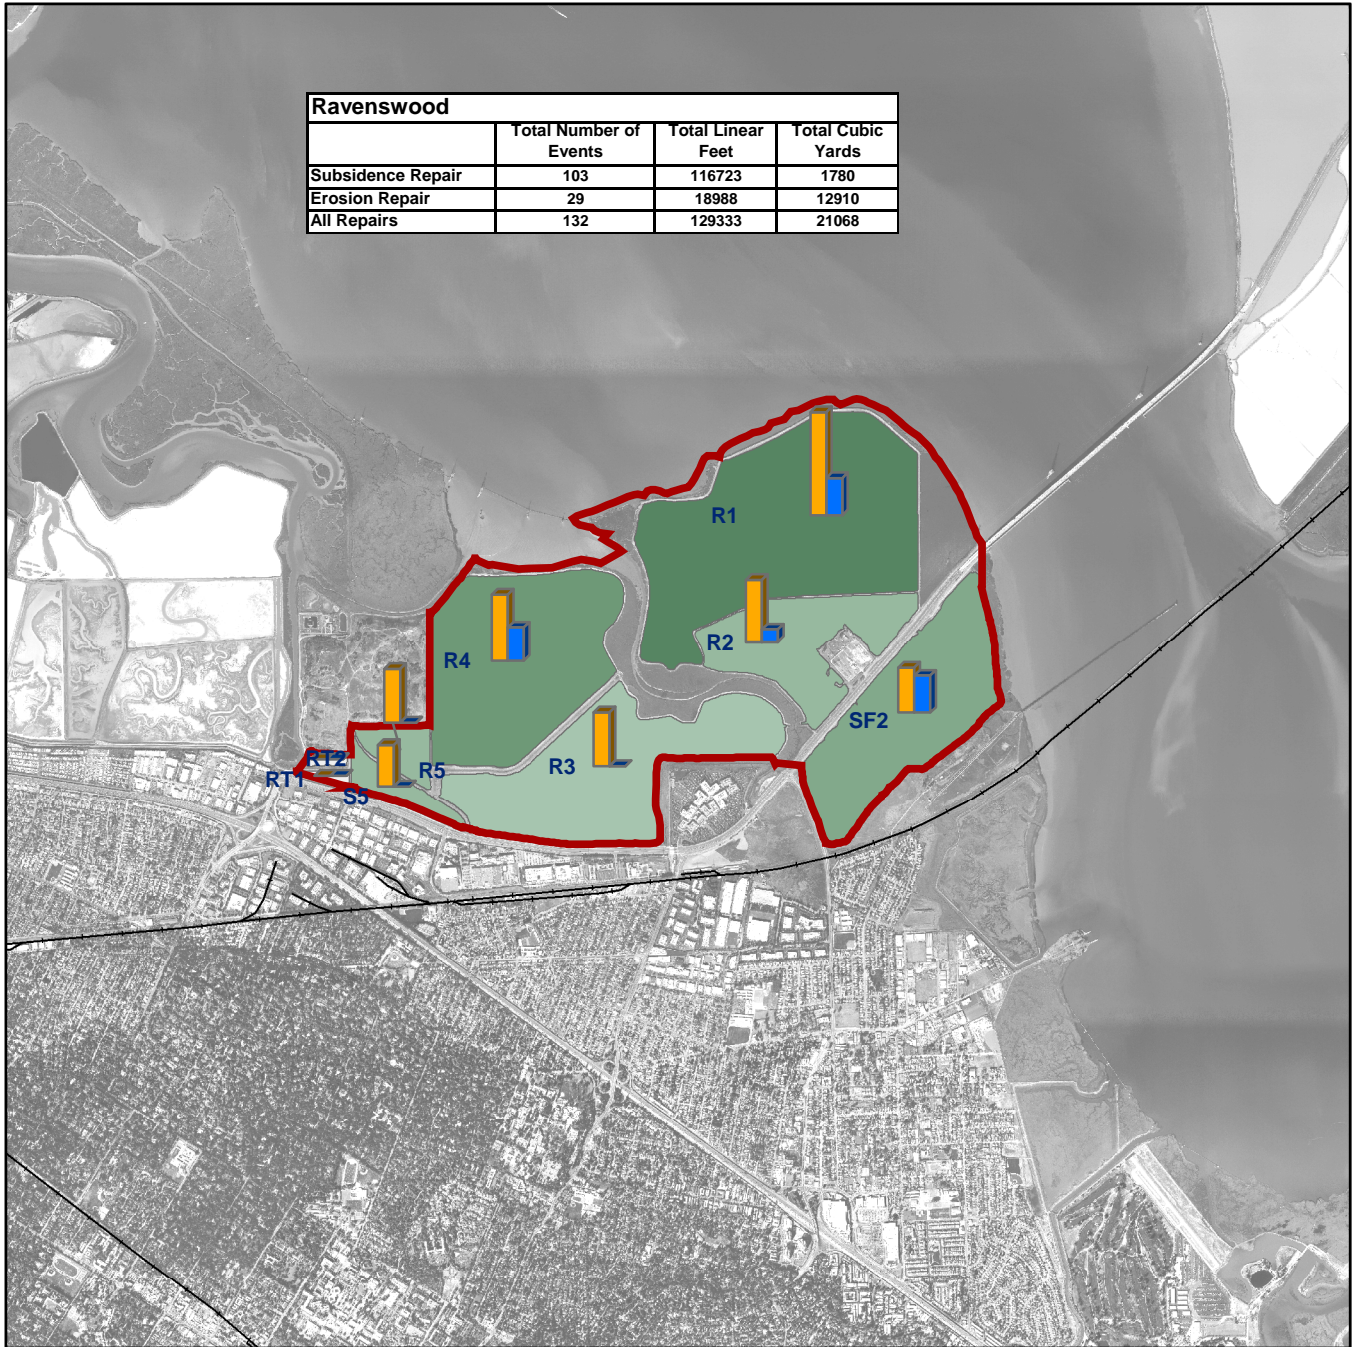 Ravenswood
Total Number of Events Total Linear Feet Total Cubic Yards
Subsidence Repair 103 116723 1780
Erosion Repair 29 18988 12910
All Repairs 132 129333 21068
R1
R2
R4
SF2
RT2
R5
R3
RT1
S5